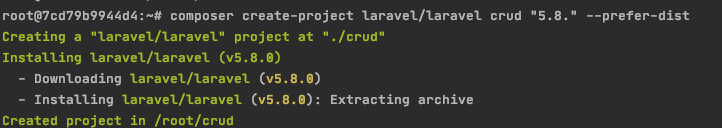 root@7cd79b9944d4:~# composer create-project laravel/laravel crud "5.8." --prefer-dist
Creating a "laravel/laravel" project at "./crud"
Installing laravel/laravel (v5.8.0)
  - Downloading laravel/laravel (v5.8.0)
  - Installing laravel/laravel (v5.8.0): Extracting archive
Created project in /root/crud